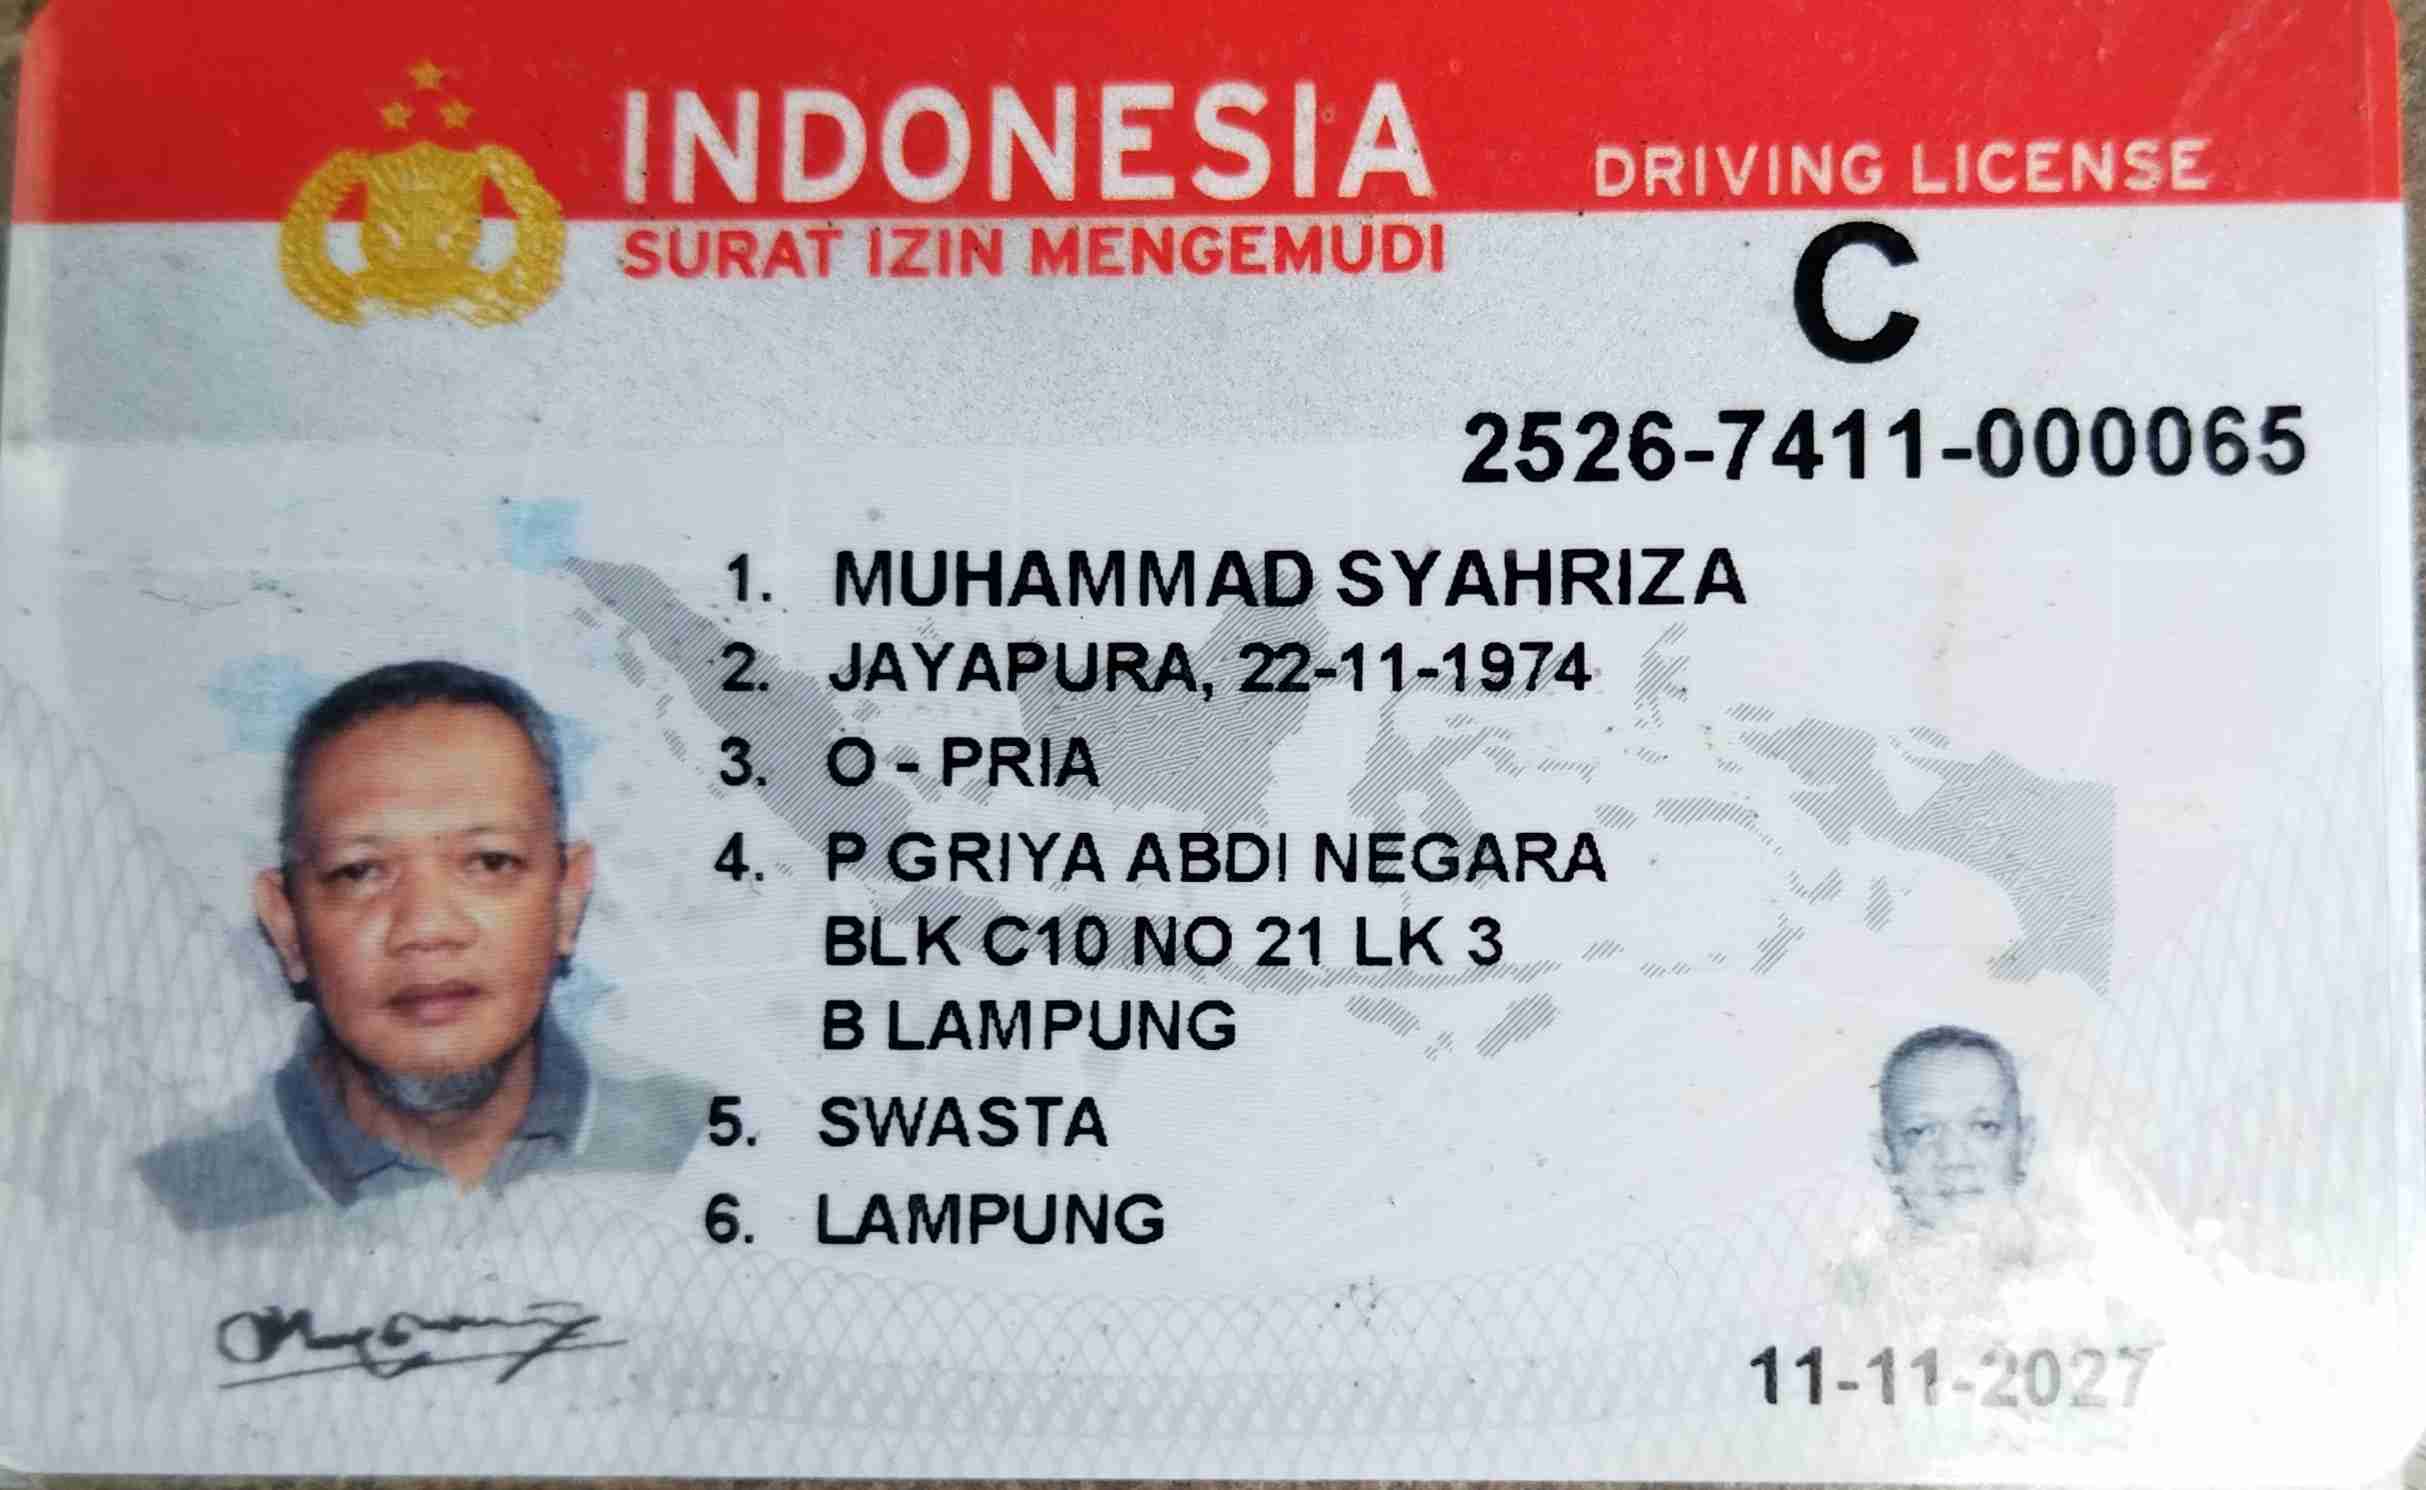 INDONESIA
DRIVING LICENSE
SURAT IZIN MENGEMUDI
C
2526-7411-000065
1. MUHAMMAD SYAHRIZA
2. JAYAPURA, 22-11-1974
3. O - PRIA
4. P GRIYA ABDI NEGARA
BLK C10 NO 21 LK 3
B LAMPUNG
5. SWASTA
6. LAMPUNG
11-11-2027